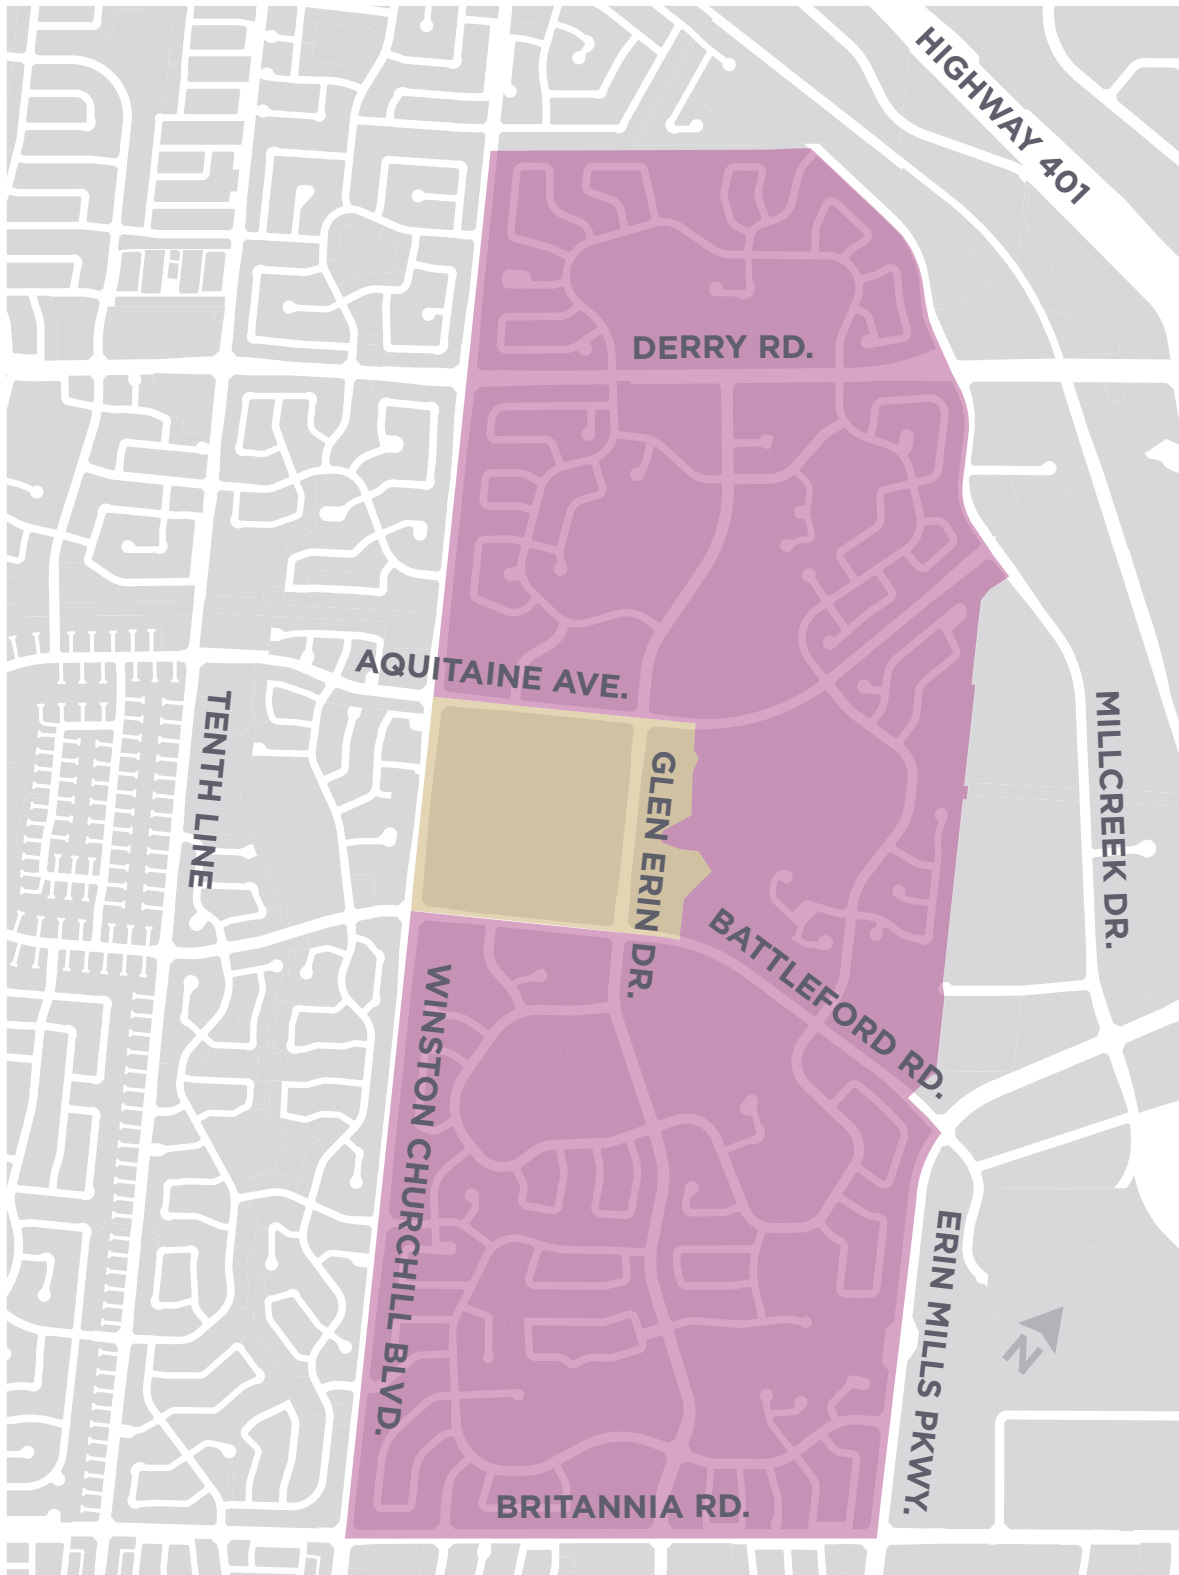 HIGHWAY 401
DERRY RD.
AQUITAINE AVE.
TENTH LINE
GLEN ERIN DR.
MILLCREEK DR.
BATTLEFORD RD.
WINSTON CHURCHILL BLVD.
ERIN MILLS PKWY.
N
BRITANNIA RD.